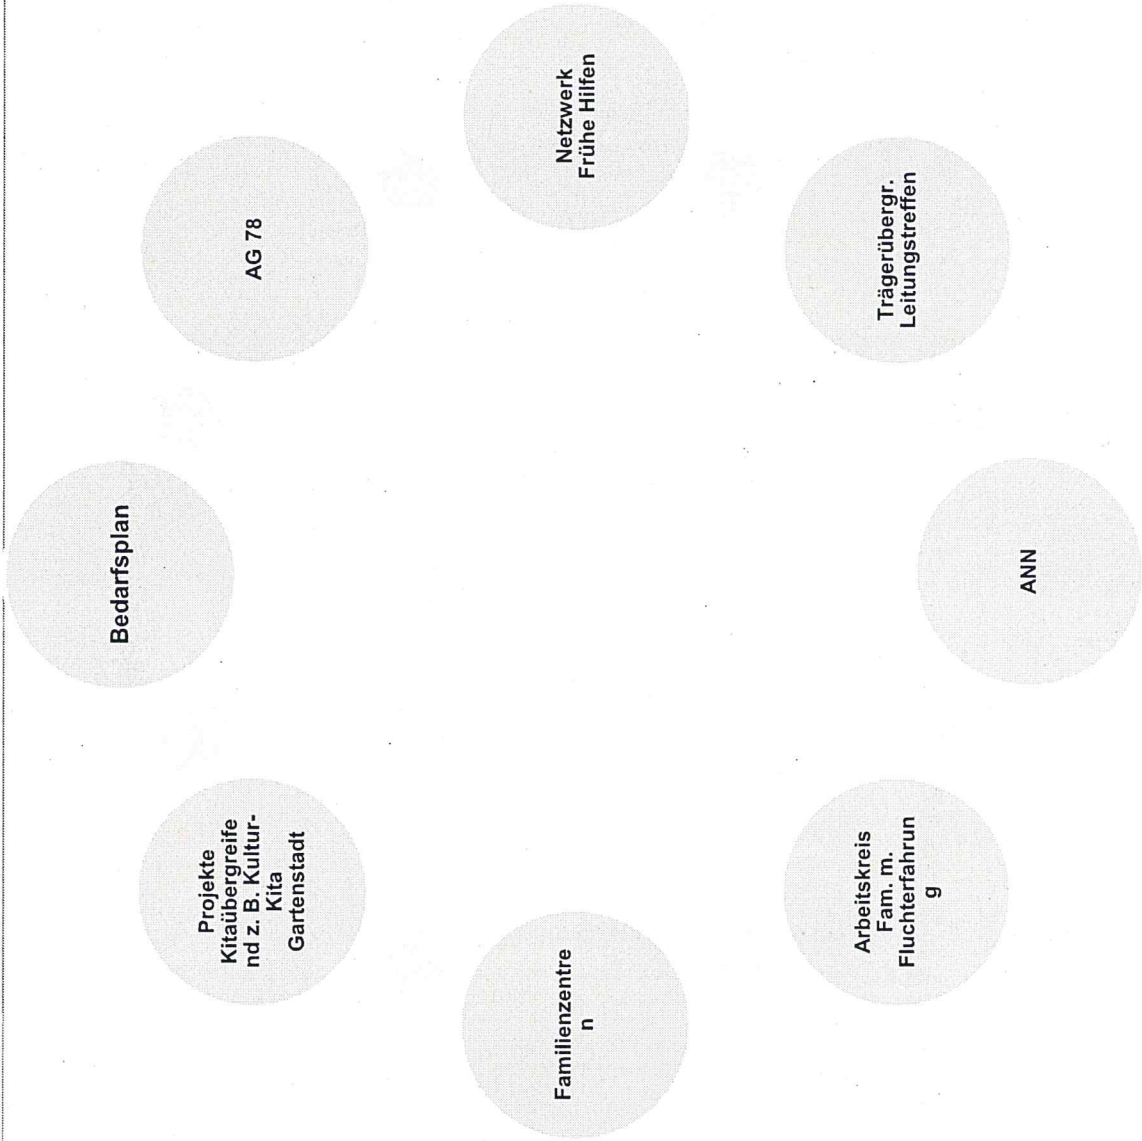 Bedarfsplan
AG 78
Netzwerk
Frühe Hilfen
Trägerübergr.
Leitungstreffen
ANN
Arbeitskreis
Fam. m.
Fluchterfahrun
g
Familienzentre
n
Projekte
Kitaübergreife
nd z. B. Kultur-
Kita
Gartenstadt